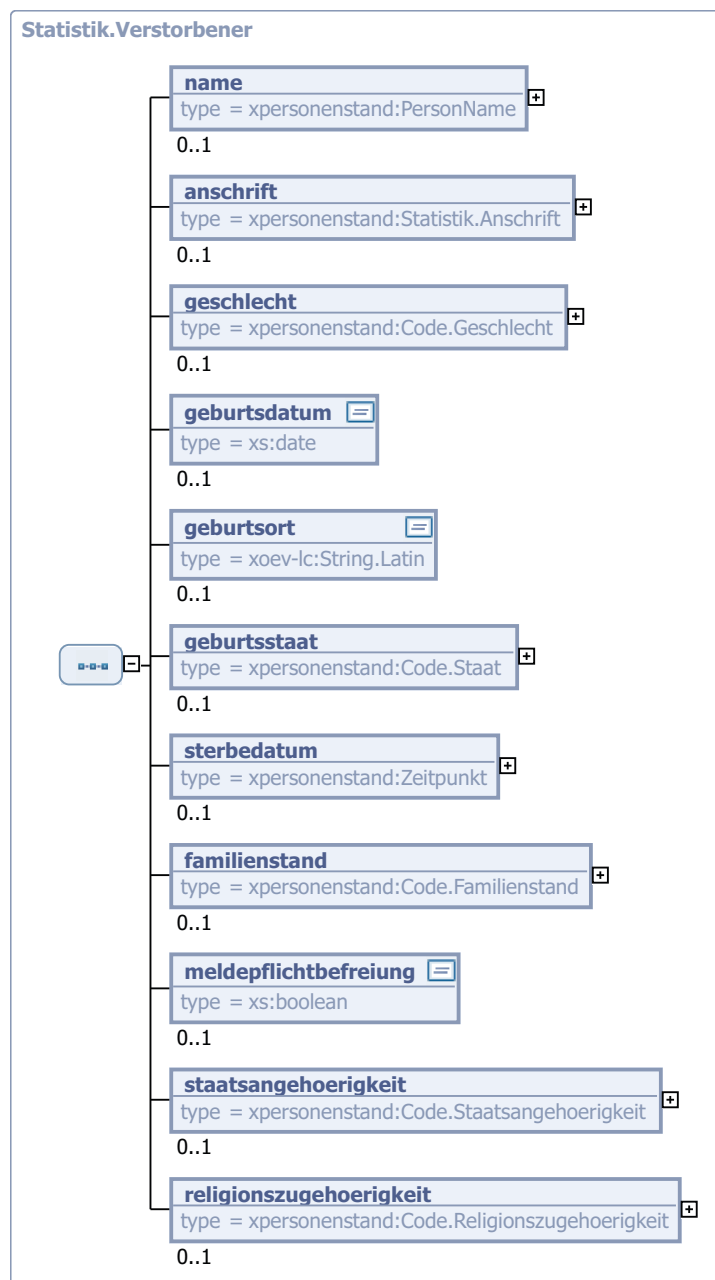 Statistik.Verstorbener
name
type = xpersonenstand:PersonName
0..1
anschrift
type = xpersonenstand:Statistik.Anschrift
0..1
geschlecht
type = xpersonenstand:Code.Geschlecht
0..1
geburtsdatum
type = xs:date
0..1
geburtsort
type = xoev-lc:String.Latin
0..1
geburtsstaat
type = xpersonenstand:Code.Staat
0..1
sterbedatum
type = xpersonenstand:Zeitpunkt
0..1
familienstand
type = xpersonenstand:Code.Familienstand
0..1
meldepflichtbefreiung
type = xs:boolean
0..1
staatsangehoerigkeit
type = xpersonenstand:Code.Staatsangehoerigkeit
0..1
religionszugehoerigkeit
type = xpersonenstand:Code.Religionszugehoerigkeit
0..1